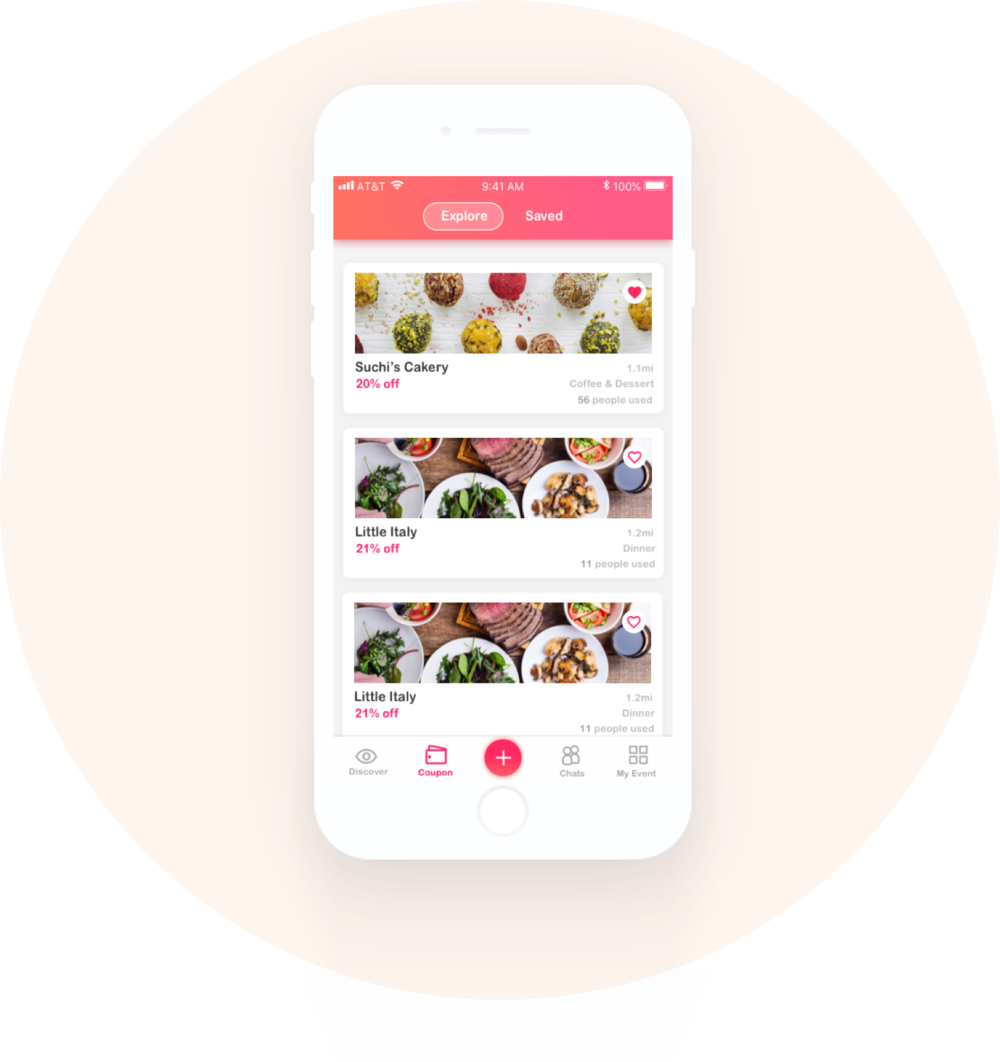 AT&T 9:41 AM 100%
Explore Saved
Suchi's Cakery 1.1mi
20% off Coffee & Dessert
56 people used
Little Italy 1.2mi
21% off Dinner
11 people used
Little Italy 1.2mi
21% off Dinner
11 people used
Discover Coupon Chats My Event